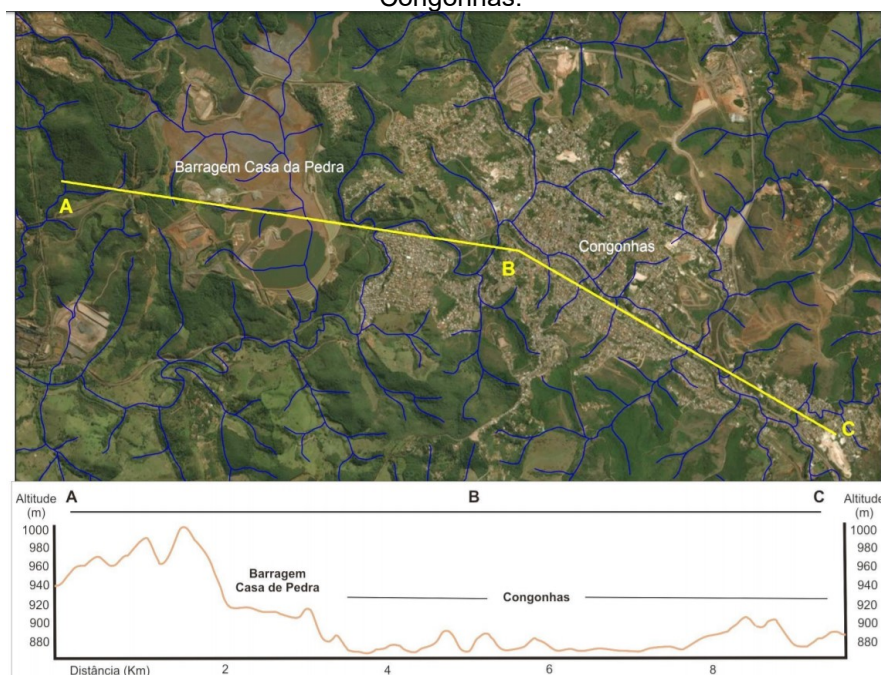 Congonhas.
Barragem Casa da Pedra
A
Congonhas
B
C
Altitude
(m)
A
B
C
Altitude
(m)
1000
1000
980
980
960
960
940
940
Barragem
Casa de Pedra
920
920
Congonhas
900
900
880
880
Distància (Km)
2
4
6
8